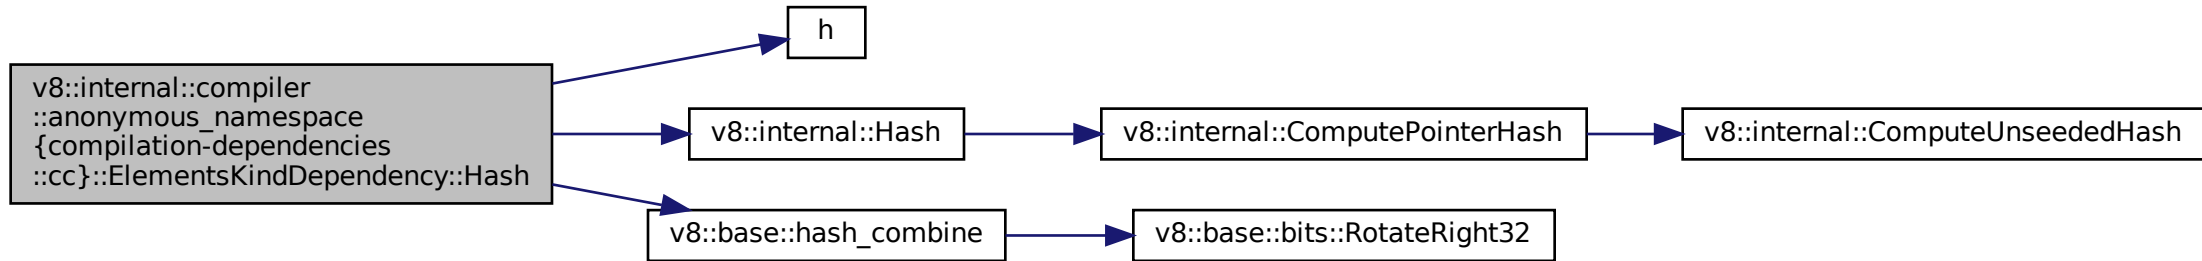 v8::internal::compiler
::anonymous_namespace
{compilation-dependencies
::cc}::ElementsKindDependency::Hash
h
v8::internal::Hash
v8::internal::ComputePointerHash
v8::internal::ComputeUnseededHash
v8::base::hash_combine
v8::base::bits::RotateRight32